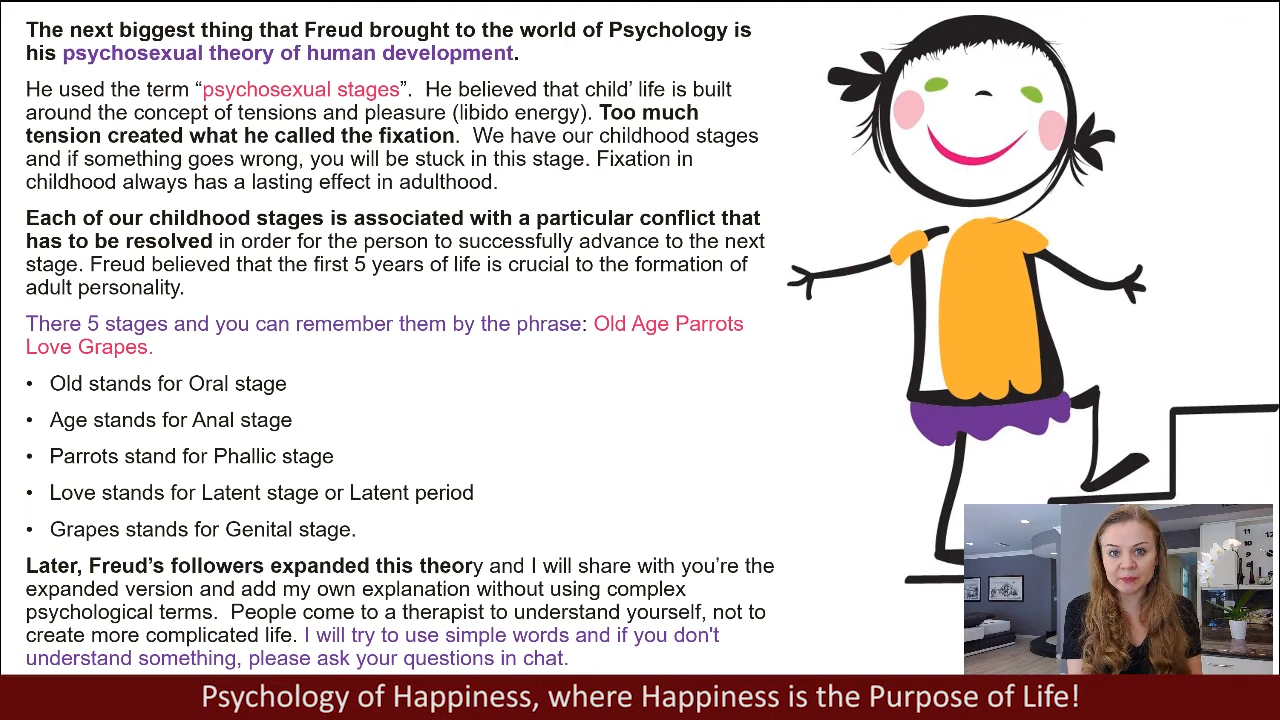 The next biggest thing that Freud brought to the world of Psychology is
his psychosexual theory of human development.
He used the term “psychosexual stages”.  He believed that child’ life is built
around the concept of tensions and pleasure (libido energy). Too much
tension created what he called the fixation.  We have our childhood stages
and if something goes wrong, you will be stuck in this stage. Fixation in
childhood always has a lasting effect in adulthood.
Each of our childhood stages is associated with a particular conflict that
has to be resolved in order for the person to successfully advance to the next
stage. Freud believed that the first 5 years of life is crucial to the formation of
adult personality.
There 5 stages and you can remember them by the phrase: Old Age Parrots
Love Grapes.
• Old stands for Oral stage
• Age stands for Anal stage
• Parrots stand for Phallic stage
• Love stands for Latent stage or Latent period
• Grapes stands for Genital stage.
Later, Freud’s followers expanded this theory and I will share with you’re the
expanded version and add my own explanation without using complex
psychological terms.  People come to a therapist to understand yourself, not to
create more complicated life. I will try to use simple words and if you don't
understand something, please ask your questions in chat.
Psychology of Happiness, where Happiness is the Purpose of Life!